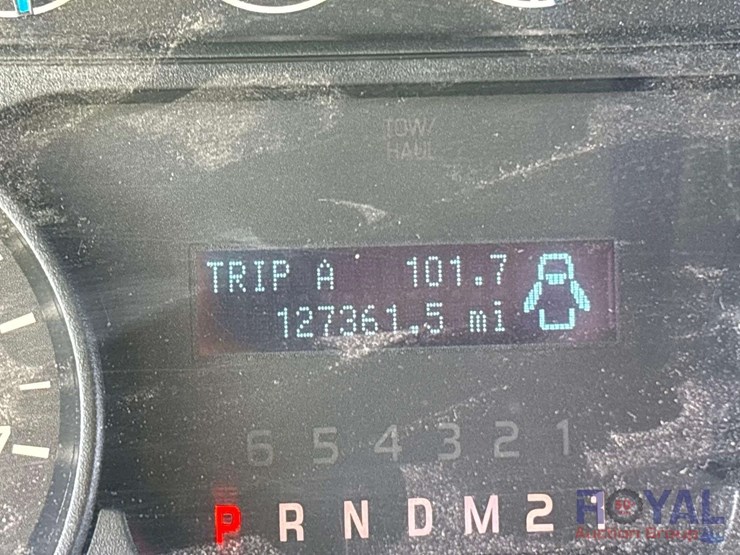 TOW/
HAUL
TRIP A 101.7
127361.5 mi
6 5 4 3 2 1
P R N D M 2 1
ROYAL